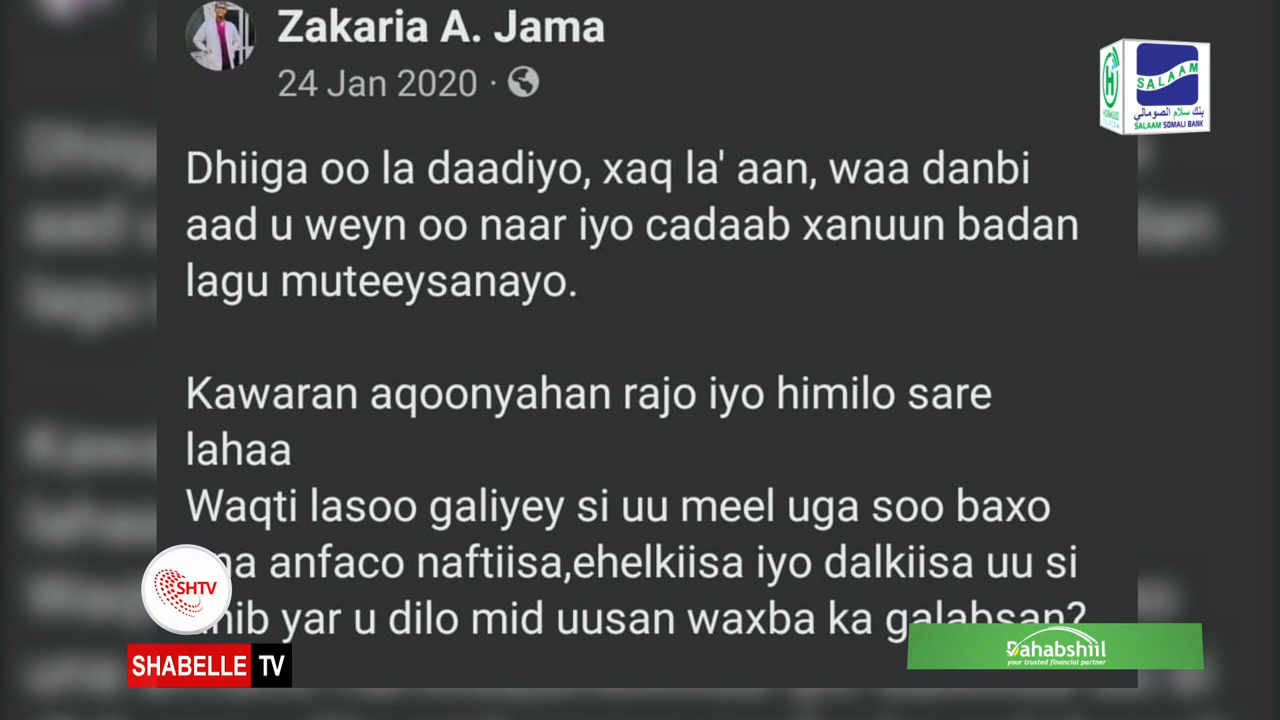 Zakaria A. Jama
24 Jan 2020 ·
SALAAM
بنك سلام الصومالي
SALAAM SOMALI BANK
Dhiiga oo la daadiyo, xaq la' aan, waa danbi
aad u weyn oo naar iyo cadaab xanuun badan
lagu muteeysanayo.
Kawaran aqoonyahan rajo iyo himilo sare
lahaa
Waqti lasoo galiyey si uu meel uga soo baxo
anfaco naftiisa,ehelkiisa iyo dalkiisa uu si
yar u dilo mid uusan waxba ka galabsan?
SHTV
SHABELLE TV
Dahabshiil
your trusted financial partner